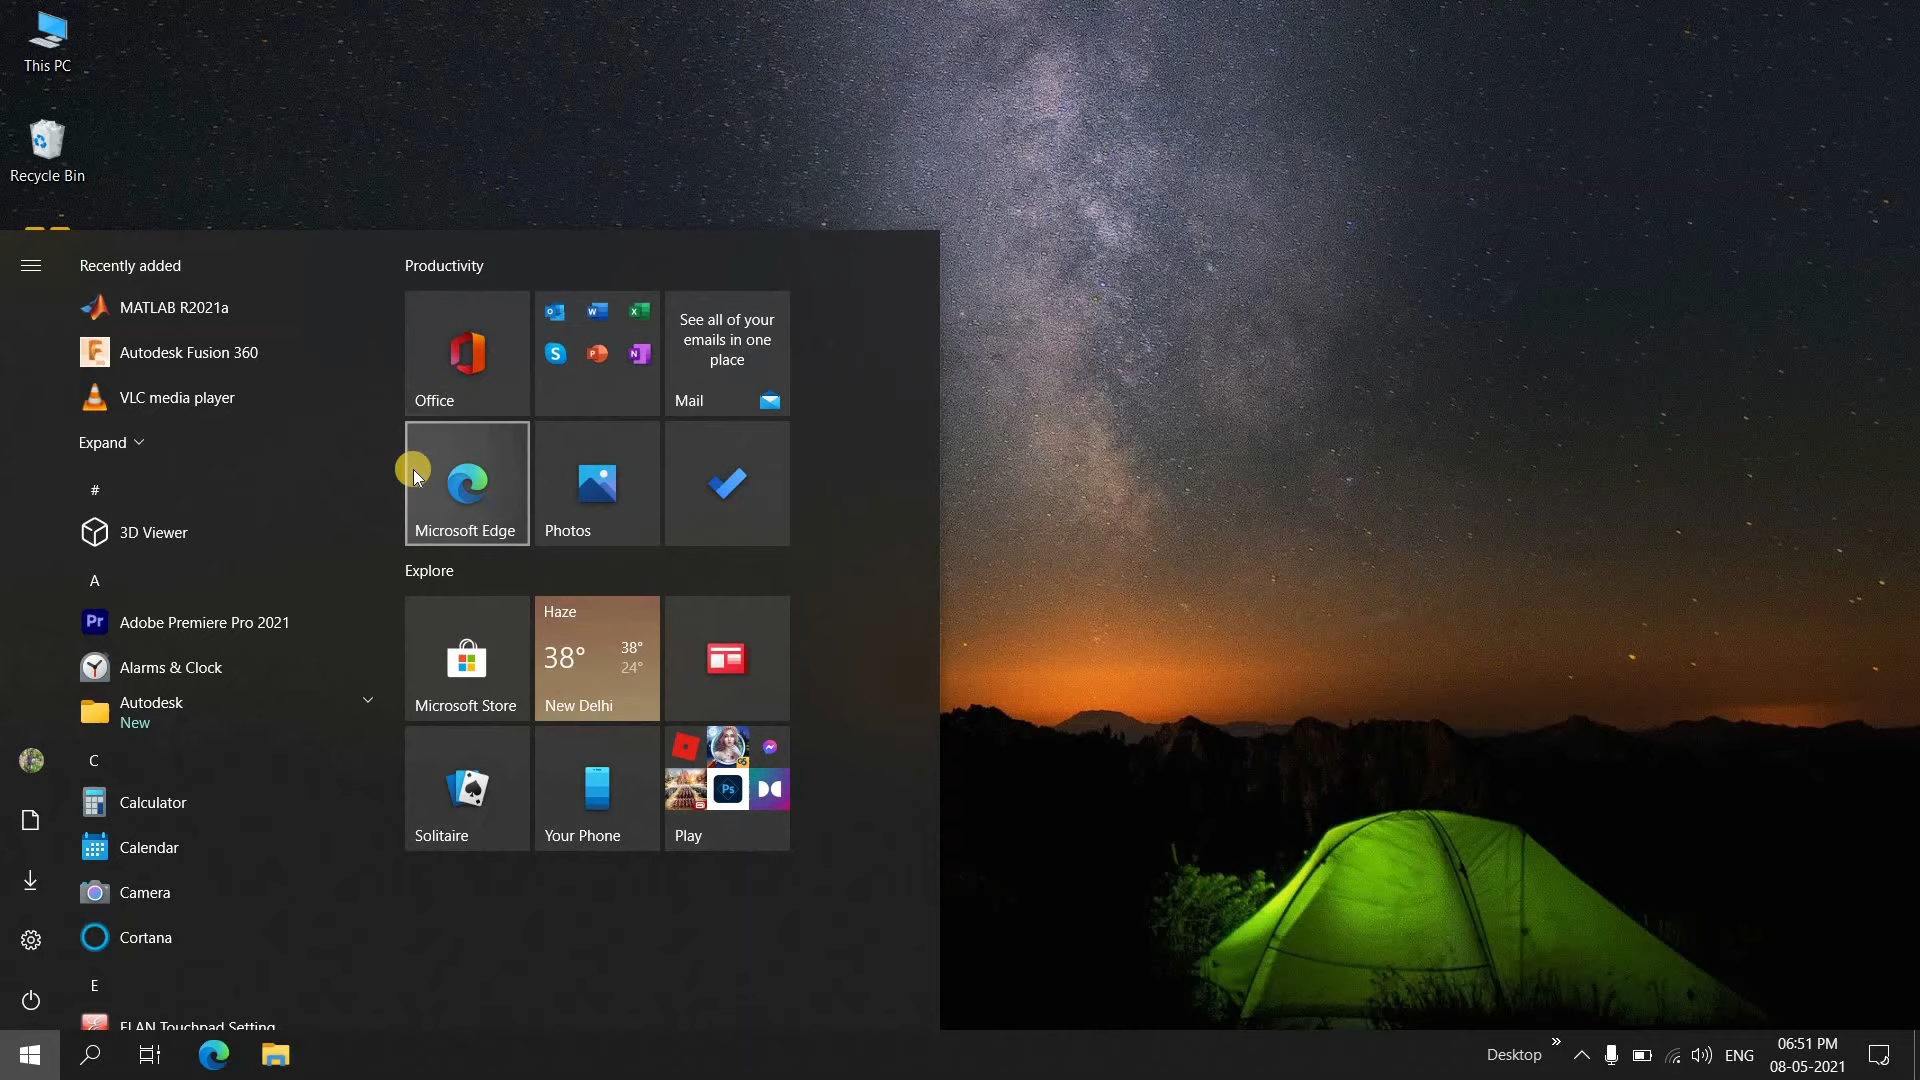 This PC
Recycle Bin
Recently added
MATLAB R2021a
Autodesk Fusion 360
VLC media player
Expand
#
3D Viewer
A
Adobe Premiere Pro 2021
Alarms & Clock
Autodesk
New
C
Calculator
Calendar
Camera
Cortana
E
ELAN Touchpad Setting
Productivity
Office
See all of your
emails in one
place
Mail
Microsoft Edge
Photos
Explore
Microsoft Store
Haze
38°
38°
24°
New Delhi
Solitaire
Your Phone
Play
Desktop
ENG
06:51 PM
08-05-2021